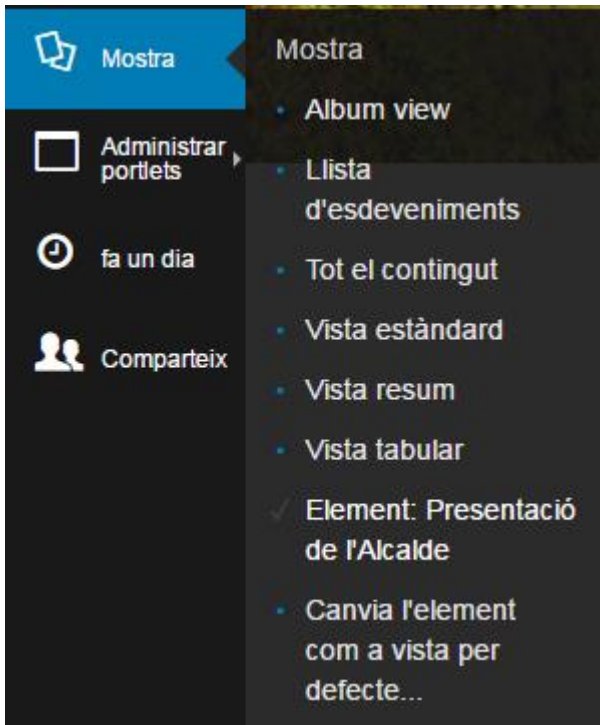 Mostra
Administrar
portlets
fa un dia
Comparteix
Mostra
Album view
Llista
d'esdeveniments
Tot el contingut
Vista estàndard
Vista resum
Vista tabular
Element: Presentació
de l'Alcalde
Canvia l'element
com a vista per
defecte...